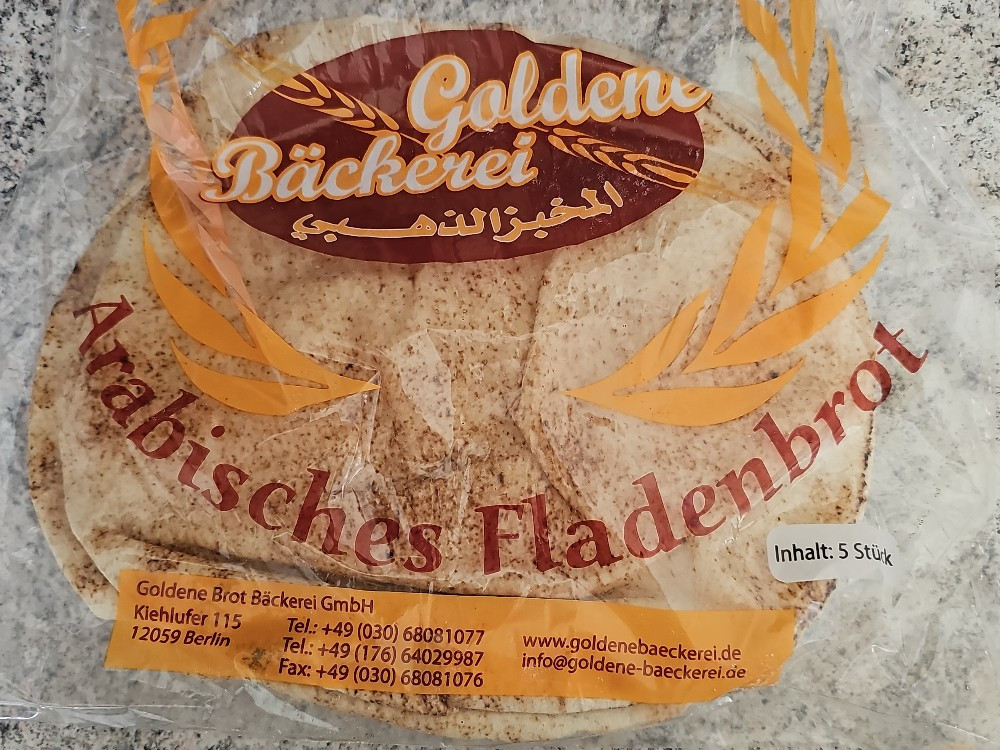 Goldene
Bäckerei
المخبز الذهبي
Arabisches Fladenbrot
Inhalt: 5 Stück
Goldene Brot Bäckerei GmbH
Kiehlufer 115
12059 Berlin
Tel.: +49 (030) 68081077
Tel.: +49 (176) 64029987
Fax: +49 (030) 68081076
www.goldenebaeckerei.de
info@goldene-baeckerei.de